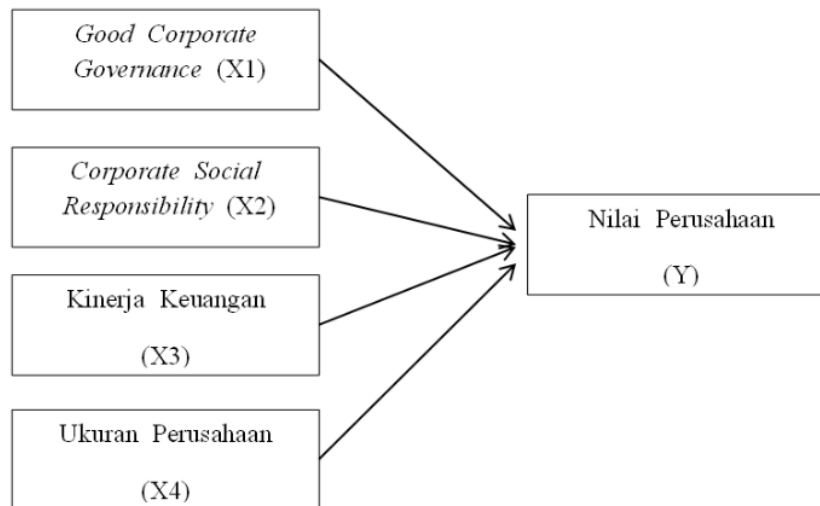 Good Corporate
Governance (X1)
Corporate Social
Responsibility (X2)
Kinerja Keuangan
(X3)
Ukuran Perusahaan
(X4)
Nilai Perusahaan
(Y)